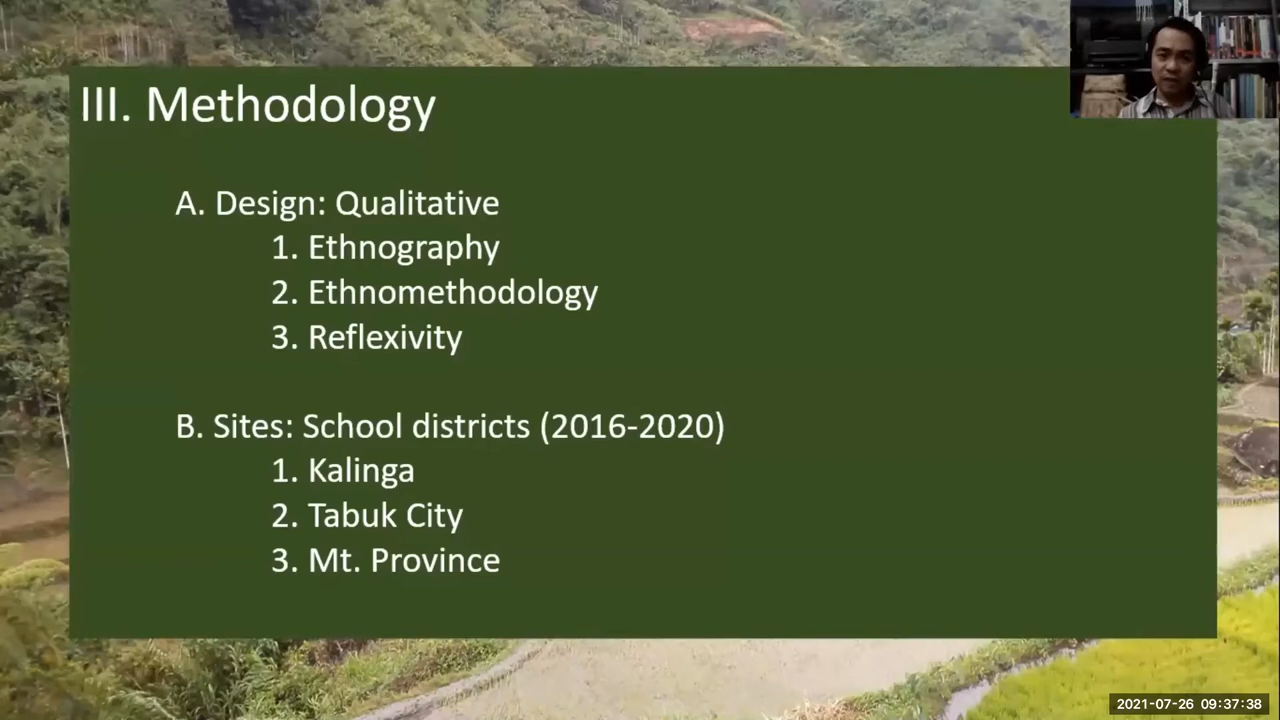 III. Methodology
A. Design: Qualitative
1. Ethnography
2. Ethnomethodology
3. Reflexivity
B. Sites: School districts (2016-2020)
1. Kalinga
2. Tabuk City
3. Mt. Province
2021-07-26 09:37:38